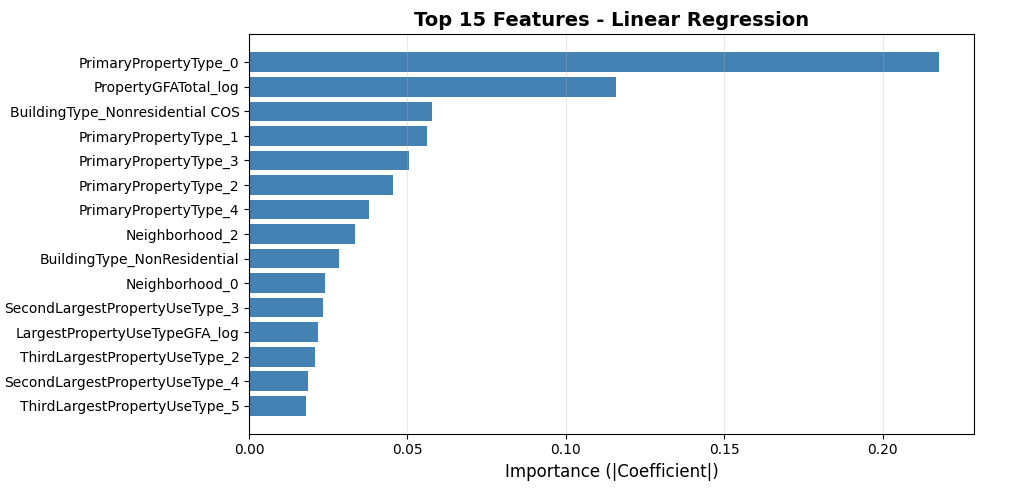 Top 15 Features - Linear Regression
PrimaryPropertyType_0
PropertyGFATotal_log
BuildingType_Nonresidential COS
PrimaryPropertyType_1
PrimaryPropertyType_3
PrimaryPropertyType_2
PrimaryPropertyType_4
Neighborhood_2
BuildingType_NonResidential
Neighborhood_0
SecondLargestPropertyUseType_3
LargestPropertyUseTypeGFA_log
ThirdLargestPropertyUseType_2
SecondLargestPropertyUseType_4
ThirdLargestPropertyUseType_5
0.00 0.05 0.10 0.15 0.20
Importance (|Coefficient|)